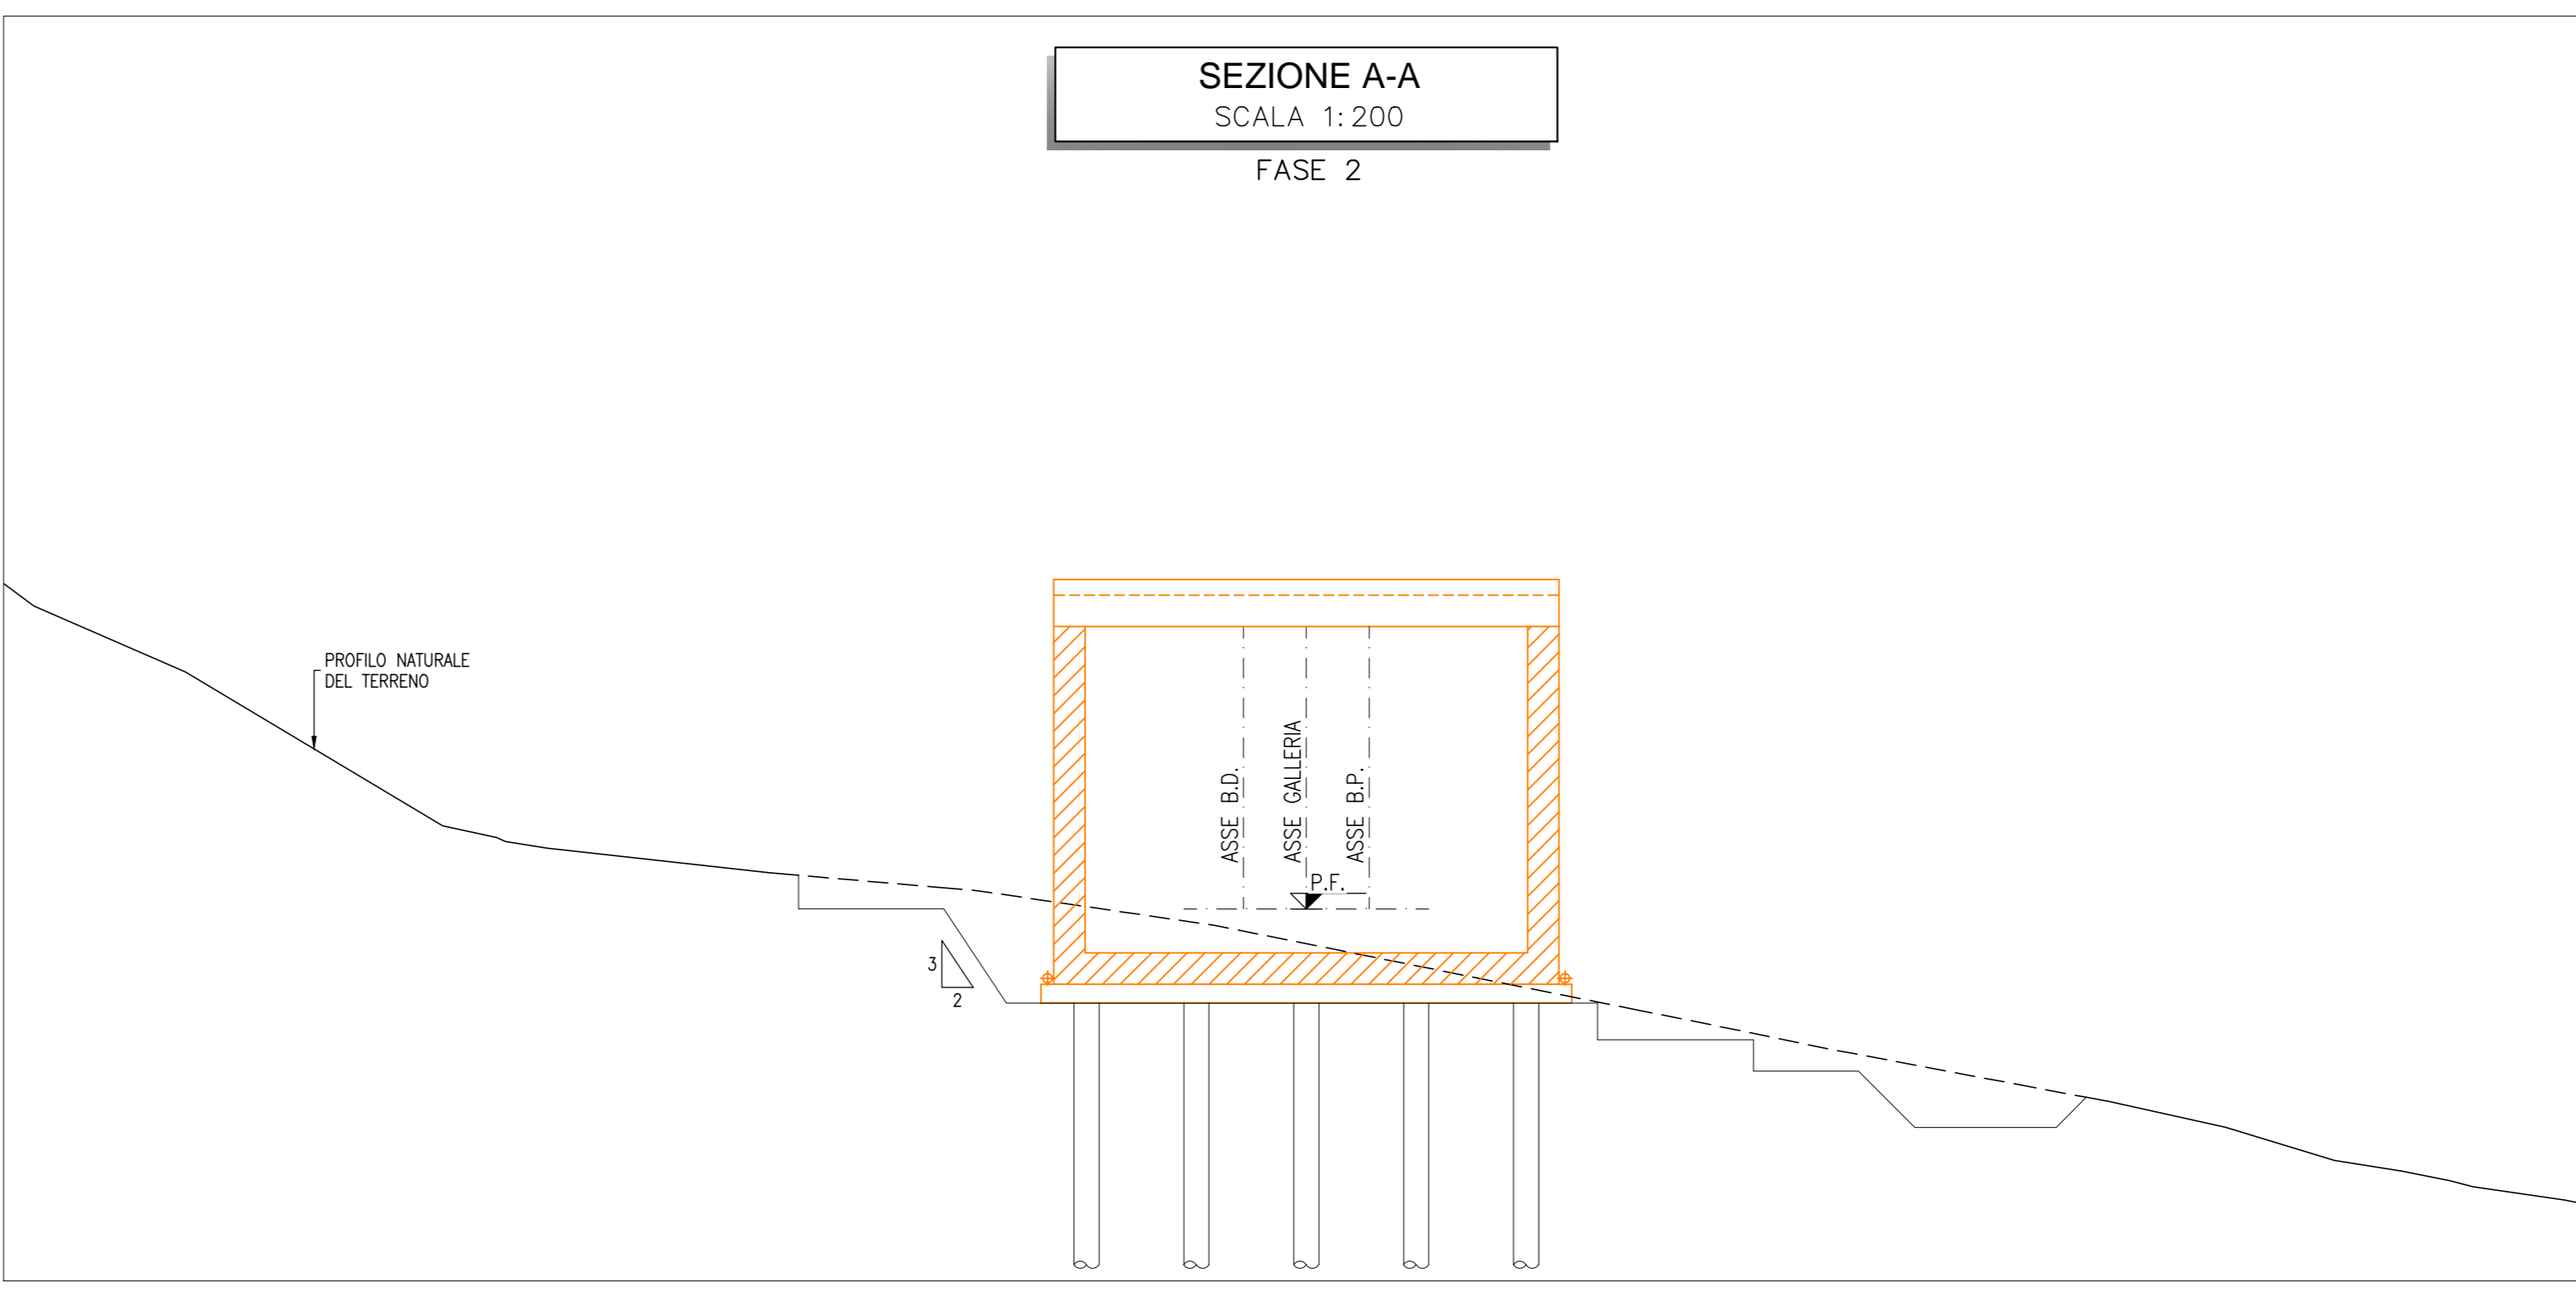 SEZIONE A-A
SCALA 1:200
FASE 2
PROFILO NATURALE
DEL TERRENO
ASSE B.D.
ASSE GALLERIA
ASSE B.P.
P.F.
3
2